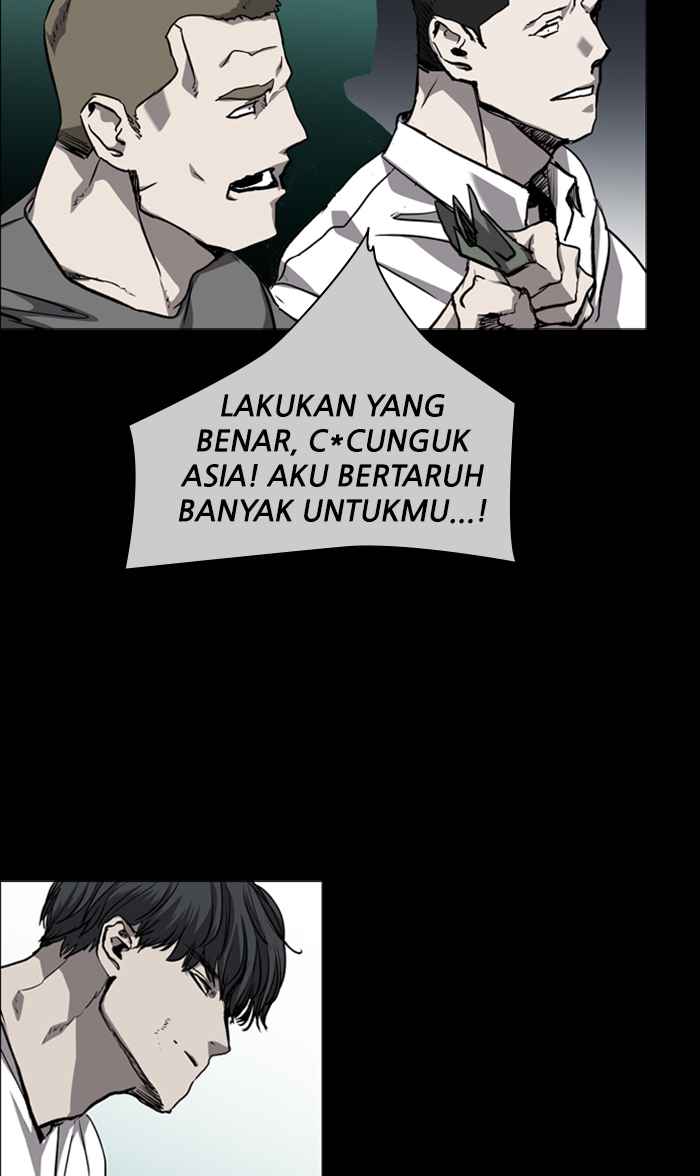 LAKUKAN YANG
BENAR, C*CUNGUK
ASIA! AKU BERTARUH
BANYAK UNTUKMU...!